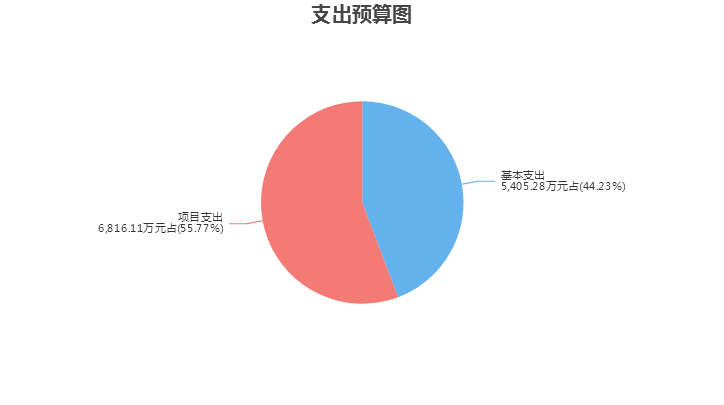 支出预算图
基本支出
5,405.28万元占(44.23%)
项目支出
6,816.11万元占(55.77%)